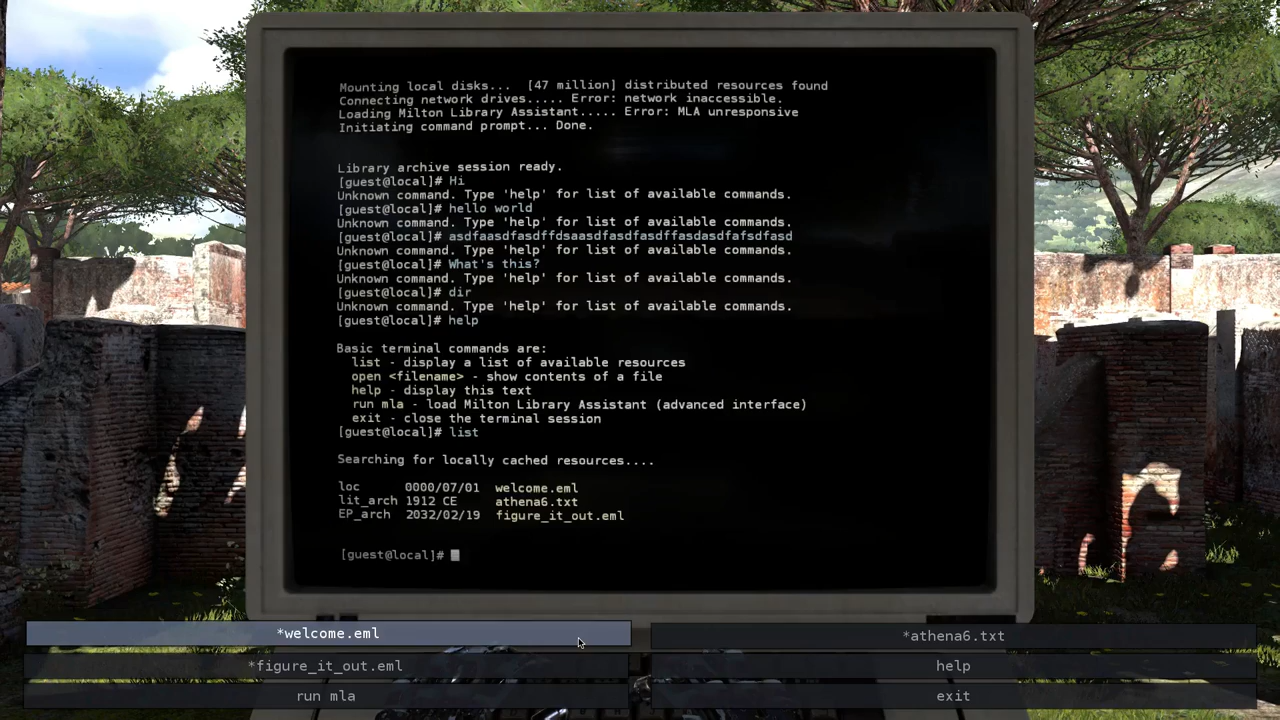 Mounting local disks... [47 million] distributed resources found
Connecting network drives..... Error: network inaccessible.
Loading Milton Library Assistant..... Error: MLA unresponsive
Initiating command prompt... Done.
Library archive session ready.
[guest@local]# Hi
Unknown command. Type 'help' for list of available commands.
[guest@local]# hello world
Unknown command. Type 'help' for list of available commands.
[guest@local]# asdfaasdfasdffdsaasdfasdfasdffasdasdfafsdfasd
Unknown command. Type 'help' for list of available commands.
[guest@local]# What's this?
Unknown command. Type 'help' for list of available commands.
[guest@local]# dir
Unknown command. Type 'help' for list of available commands.
[guest@local]# help
Basic terminal commands are:
list - display a list of available resources
open <filename> - show contents of a file
help - display this text
run mla - load Milton Library Assistant (advanced interface)
exit - close the terminal session
[guest@local]# list
Searching for locally cached resources....
loc 0000/07/01 welcome.eml
lit_arch 1912 CE athena6.txt
EP_arch 2032/02/19 figure_it_out.eml
[guest@local]#
*welcome.eml
*athena6.txt
*figure_it_out.eml
help
run mla
exit